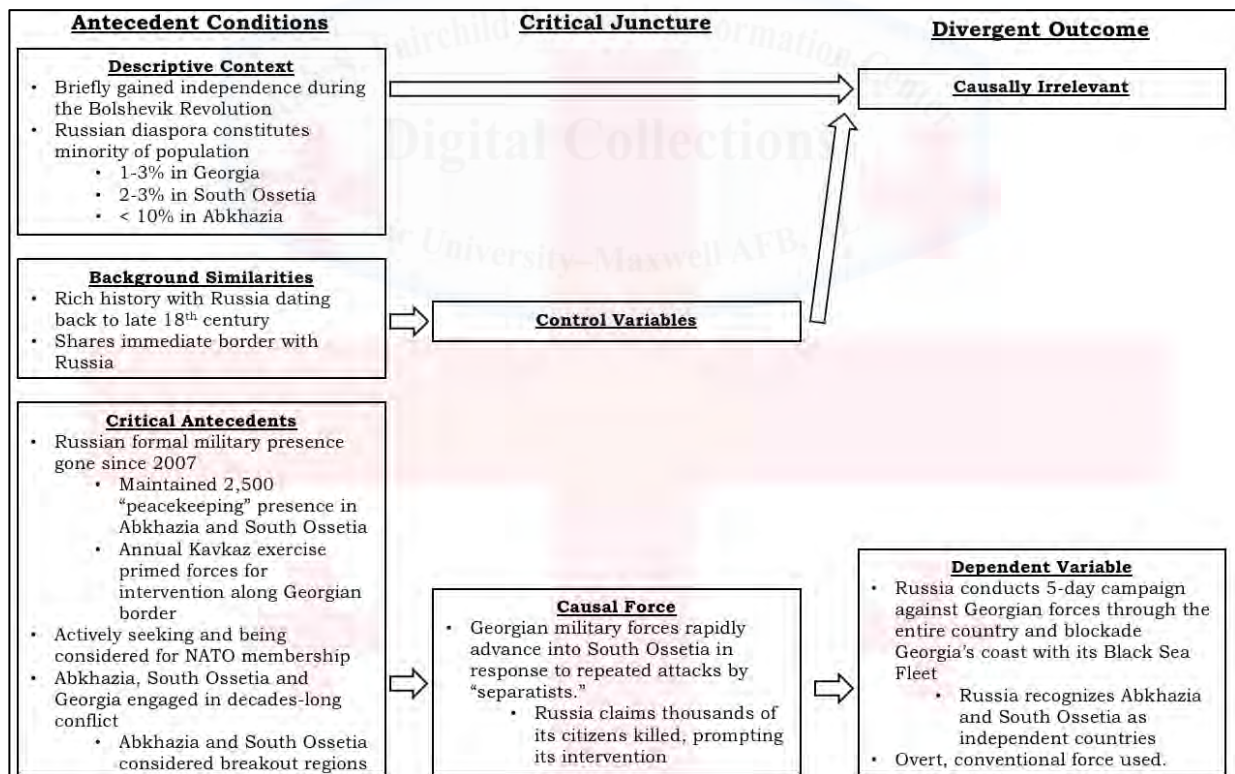 Antecedent Conditions
Critical Juncture
Divergent Outcome
Descriptive Context
• Briefly gained independence during
the Bolshevik Revolution
• Russian diaspora constitutes
minority of population
• 1-3% in Georgia
• 2-3% in South Ossetia
• < 10% in Abkhazia
Causally Irrelevant
Background Similarities
• Rich history with Russia dating
back to late 18th century
• Shares immediate border with
Russia
Control Variables
Critical Antecedents
• Russian formal military presence
gone since 2007
• Maintained 2,500
“peacekeeping” presence in
Abkhazia and South Ossetia
• Annual Kavkaz exercise
primed forces for
intervention along Georgian
border
• Actively seeking and being
considered for NATO membership
• Abkhazia, South Ossetia and
Georgia engaged in decades-long
conflict
• Abkhazia and South Ossetia
considered breakout regions
Causal Force
• Georgian military forces rapidly
advance into South Ossetia in
response to repeated attacks by
“separatists.”
• Russia claims thousands of
its citizens killed, prompting
its intervention
Dependent Variable
• Russia conducts 5-day campaign
against Georgian forces through the
entire country and blockade
Georgia’s coast with its Black Sea
Fleet
• Russia recognizes Abkhazia
and South Ossetia as
independent countries
• Overt, conventional force used.
Fairchild Research Information Center
Digital Collections
University–Maxwell AFB,